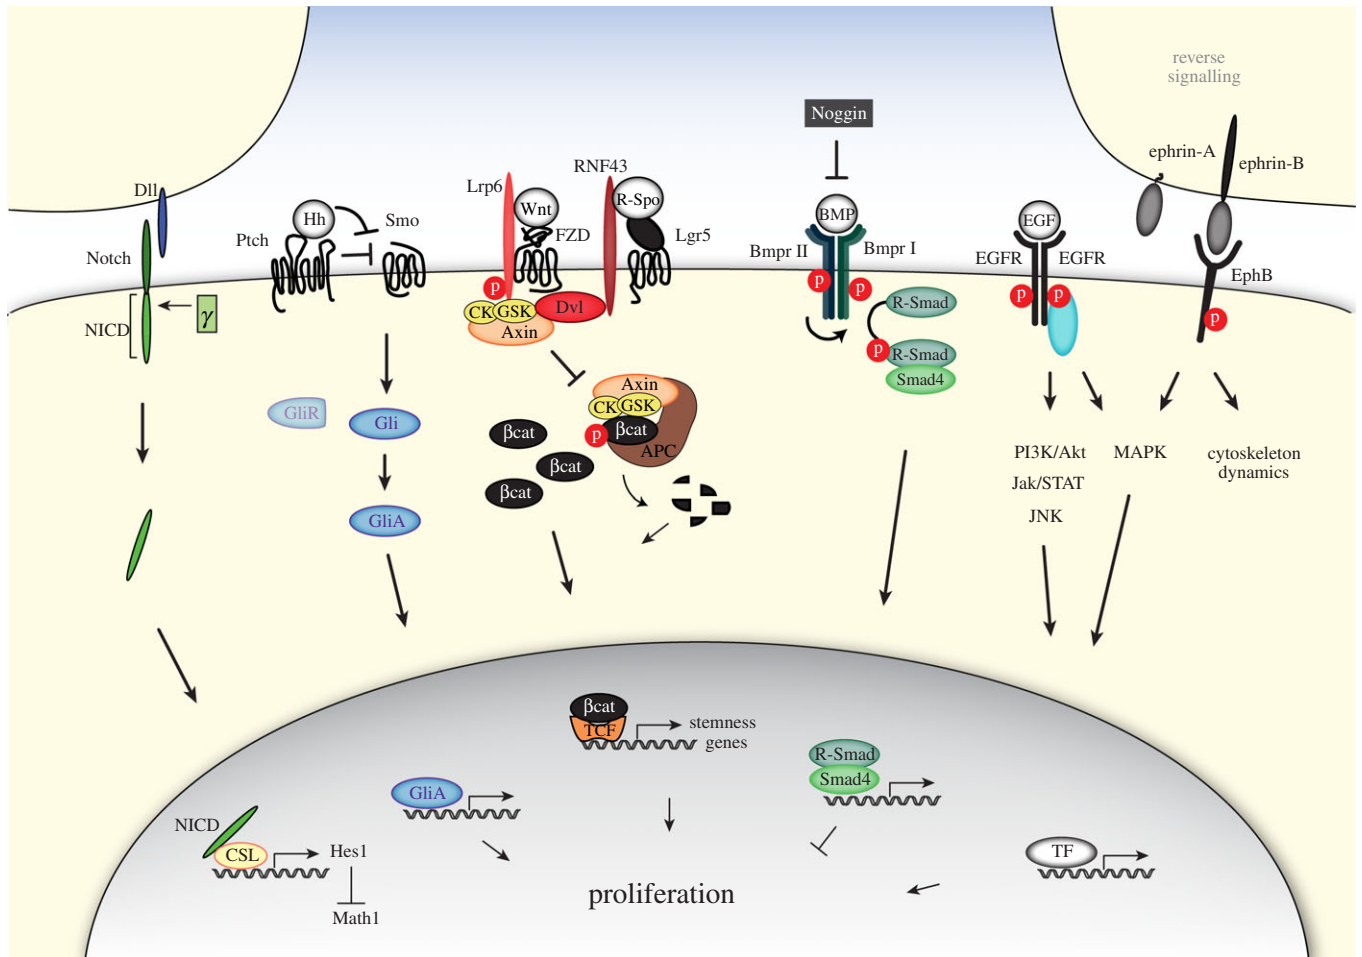 reverse
signalling
Noggin
ephrin-A
ephrin-B
RNF43
Lrp6
Dll
Wnt
R-Spo
Hh
Smo
BMP
EGF
Ptch
FZD
Lgr5
Bmpr II
Bmpr I
EGFR
EGFR
EphB
Notch
NICD
γ
p
p
p
p
p
p
CK
GSK
Dvl
Axin
R-Smad
p
R-Smad
Smad4
GliR
Gli
Axin
CK
GSK
βcat
p
βcat
APC
βcat
βcat
PI3K/Akt
MAPK
cytoskeleton
dynamics
Jak/STAT
JNK
GliA
βcat
TCF
stemness
genes
R-Smad
Smad4
GliA
NICD
CSL
Hes1
Math1
TF
proliferation